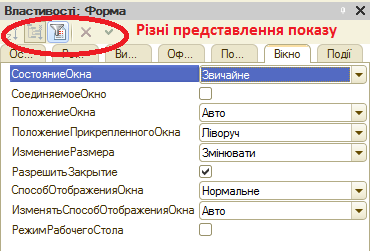 Властивості: Форма
Різні представлення показу
Ос... Ре... Ви... Оф... По... Вікно Події
СостояниеОкна Звичайне
СоединяемоеОкно
ПоложениеОкна Авто
ПоложениеПрикрепленногоОкна Ліворуч
ИзменениеРазмера Змінювати
РазрешитьЗакрытие
СпособОтображенияОкна Нормальне
ИзменятьСпособОтображенияОкна Авто
РежимРабочегоСтола